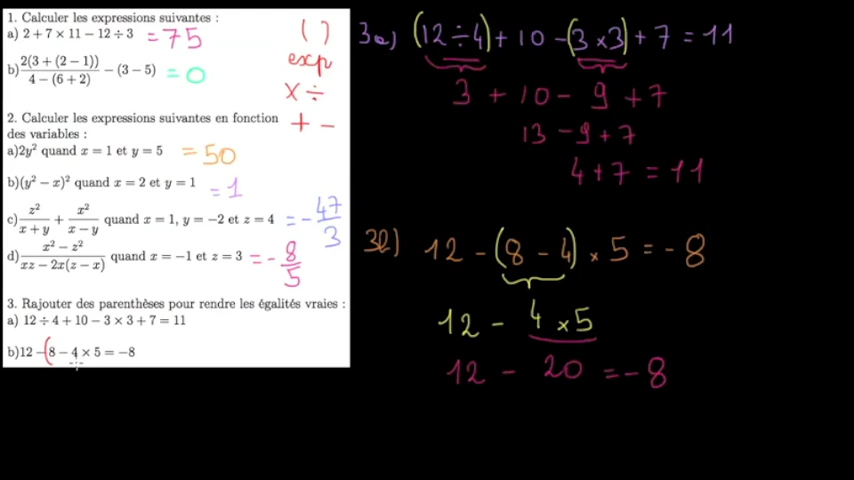 1. Calculer les expressions suivantes :
a) 2 + 7 × 11 − 12 ÷ 3 = 75
b) 2(3 + (2 − 1)) / 4 − (6 + 2) − (3 − 5) = 0
( )
exp
× ÷
+ −
2. Calculer les expressions suivantes en fonction
des variables :
a)2y² quand x = 1 et y = 5 = 50
b)(y² − x)² quand x = 2 et y = 1 = 1
c) z² / x + y + x² / x − y quand x = 1, y = −2 et z = 4 = − 47 / 3
d) x² − z² / xz − 2x(z − x) quand x = −1 et z = 3 = − 8 / 5
3. Rajouter des parenthèses pour rendre les égalités vraies :
a) 12 ÷ 4 + 10 − 3 × 3 + 7 = 11
b)12 − (8 − 4 × 5 = −8
3a) (12 ÷ 4) + 10 − (3 × 3) + 7 = 11
3 + 10 − 9 + 7
13 − 9 + 7
4 + 7 = 11
3b) 12 − (8 − 4) × 5 = − 8
12 − 4 × 5
12 − 20 = − 8